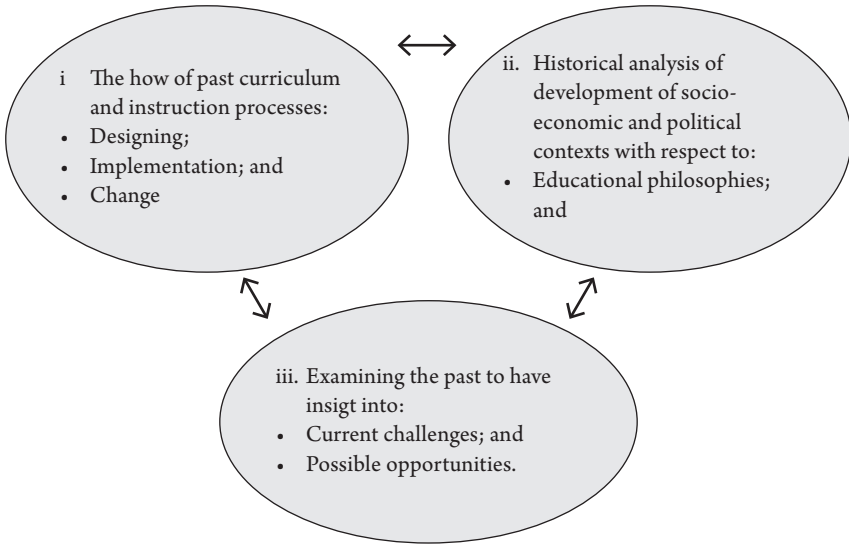 i The how of past curriculum
and instruction processes:
• Designing;
• Implementation; and
• Change
ii. Historical analysis of
development of socio-
economic and political
contexts with respect to:
• Educational philosophies;
and
iii. Examining the past to have
insigt into:
• Current challenges; and
• Possible opportunities.